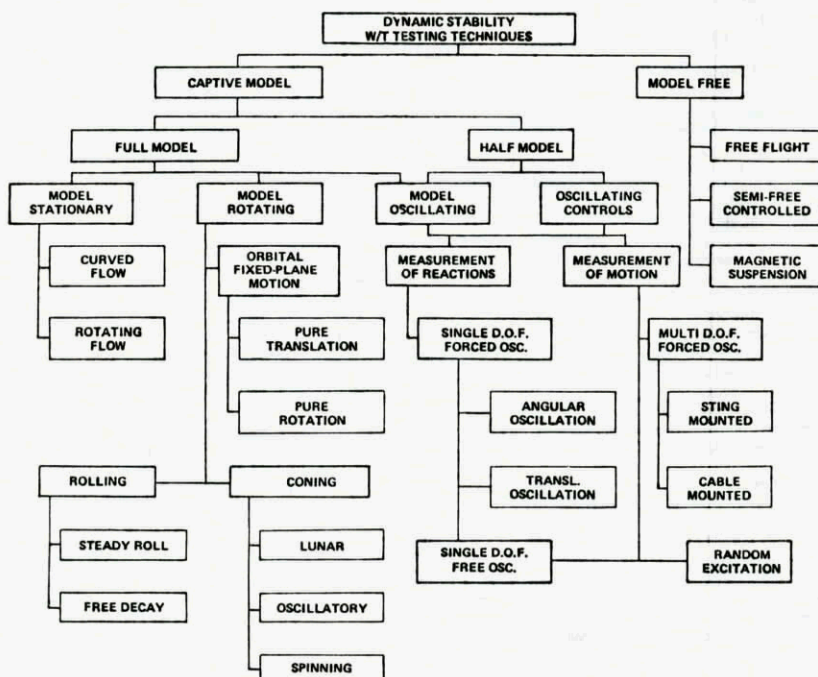 DYNAMIC STABILITY
W/T TESTING TECHNIQUES
CAPTIVE MODEL
MODEL FREE
FULL MODEL
HALF MODEL
FREE FLIGHT
MODEL
STATIONARY
MODEL
ROTATING
MODEL
OSCILLATING
OSCILLATING
CONTROLS
SEMI-FREE
CONTROLLED
CURVED
FLOW
ORBITAL
FIXED-PLANE
MOTION
MEASUREMENT
OF REACTIONS
MEASUREMENT
OF MOTION
MAGNETIC
SUSPENSION
ROTATING
FLOW
PURE
TRANSLATION
SINGLE D.O.F.
FORCED OSC.
MULTI D.O.F.
FORCED OSC.
PURE
ROTATION
ANGULAR
OSCILLATION
STING
MOUNTED
ROLLING
CONING
TRANSL.
OSCILLATION
CABLE
MOUNTED
STEADY ROLL
LUNAR
SINGLE D.O.F.
FREE OSC.
RANDOM
EXCITATION
FREE DECAY
OSCILLATORY
SPINNING